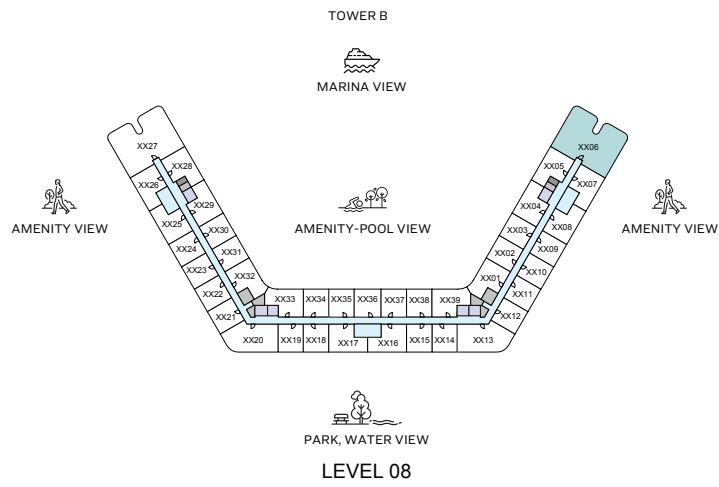 TOWER B
MARINA VIEW
XX27
XX06
XX28
XX05
XX26
XX07
AMENITY VIEW
XX29
AMENITY-POOL VIEW
XX04
AMENITY VIEW
XX25
XX30
XX03
XX08
XX24
XX31
XX02
XX09
XX23
XX32
XX01
XX10
XX22
XX33
XX34
XX35
XX36
XX37
XX38
XX39
XX11
XX21
XX12
XX20
XX19
XX18
XX17
XX16
XX15
XX14
XX13
PARK, WATER VIEW
LEVEL 08